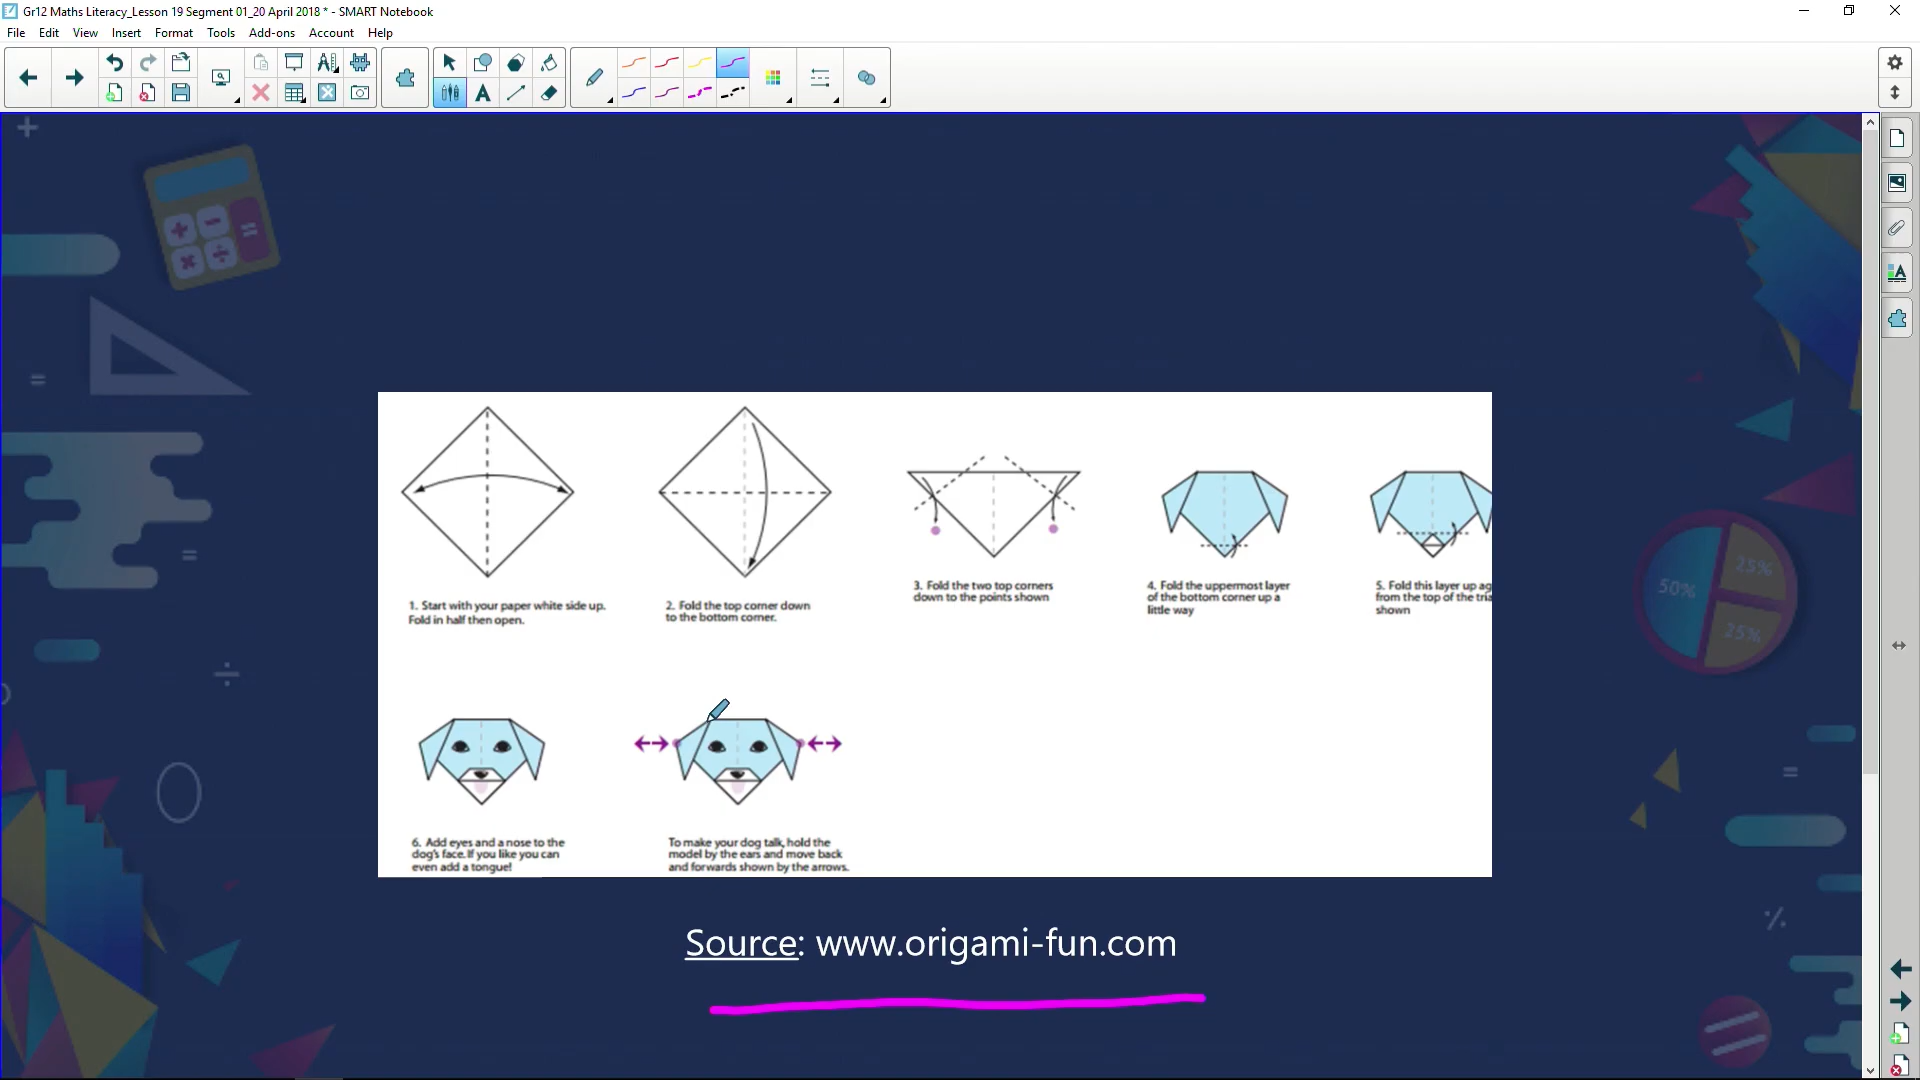 Gr12 Maths Literacy_Lesson 19 Segment 01_20 April 2018 * - SMART Notebook
File Edit View Insert Format Tools Add-ons Account Help
50%
25%
25%
1. Start with your paper white side up.
Fold in half then open.
2. Fold the top corner down
to the bottom corner.
3. Fold the two top corners
down to the points shown
4. Fold the uppermost layer
of the bottom corner up a
little way
5. Fold this layer up ag
from the top of the tria
shown
6. Add eyes and a nose to the
dog's face. If you like you can
even add a tongue!
To make your dog talk, hold the
model by the ears and move back
and forwards shown by the arrows.
Source: www.origami-fun.com